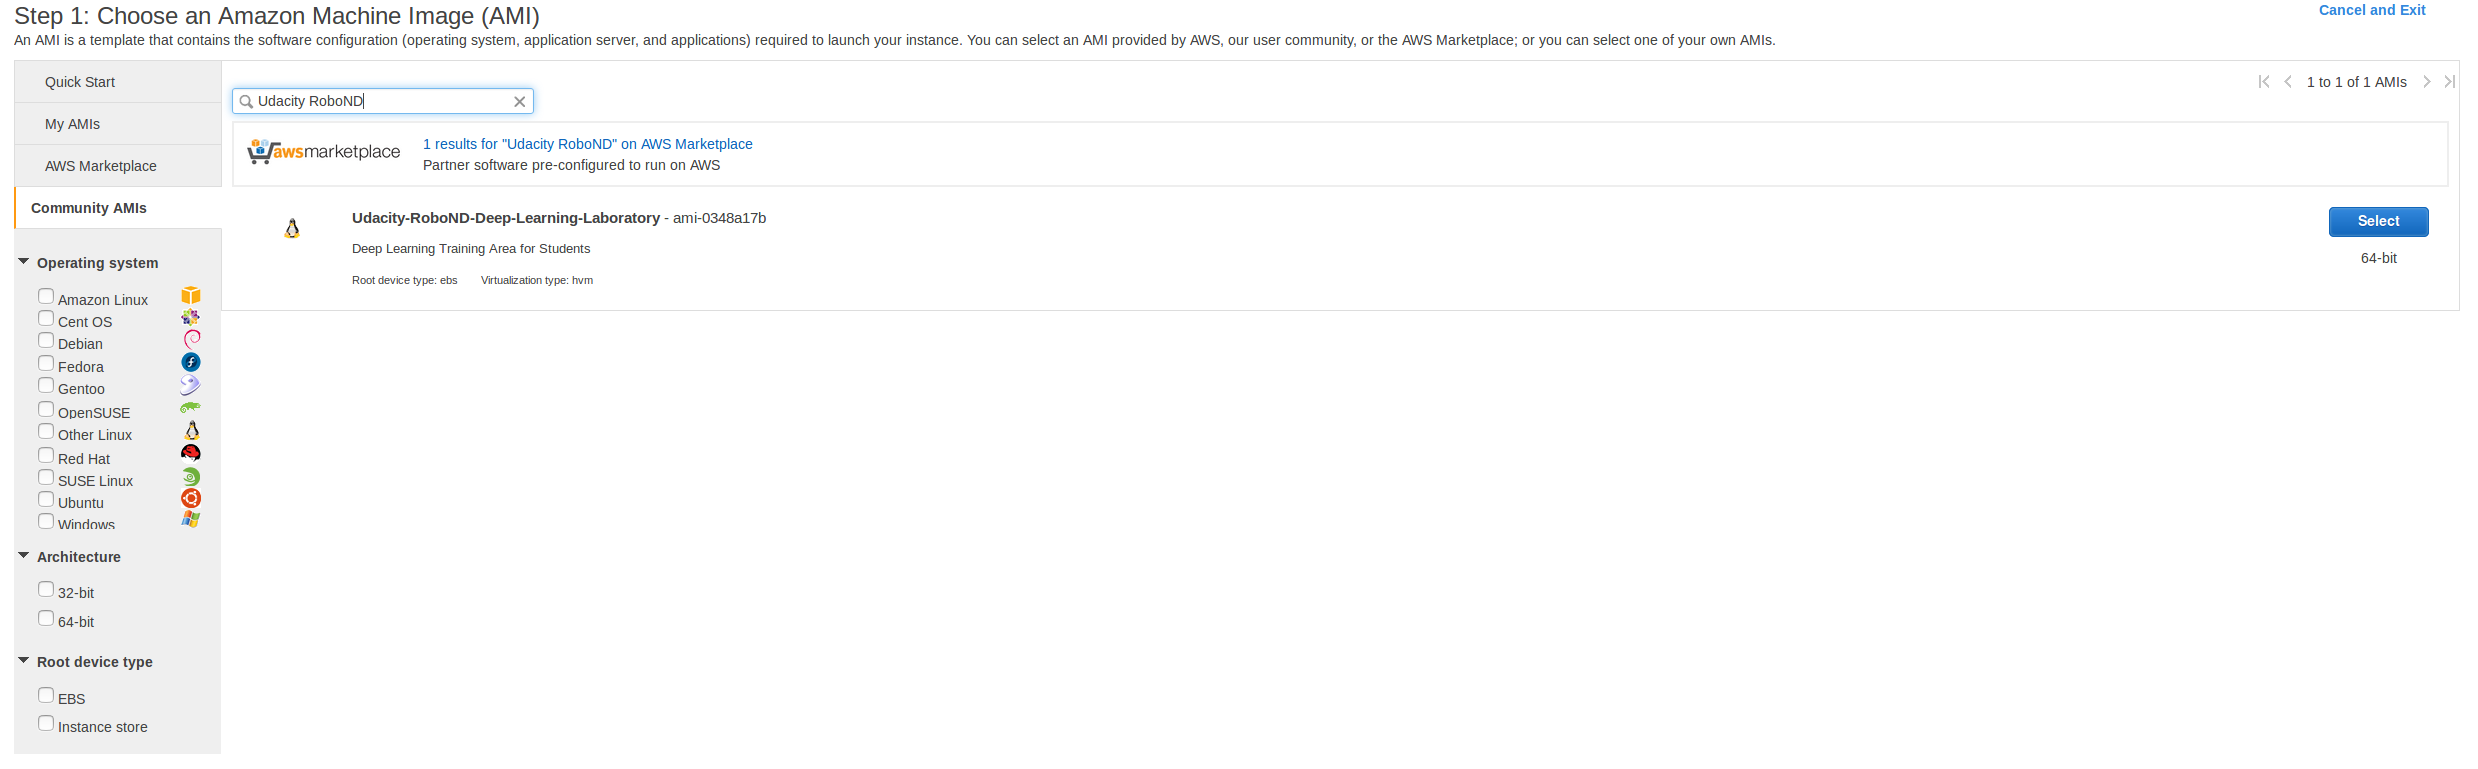 Step 1: Choose an Amazon Machine Image (AMI)
Cancel and Exit
An AMI is a template that contains the software configuration (operating system, application server, and applications) required to launch your instance. You can select an AMI provided by AWS, our user community, or the AWS Marketplace; or you can select one of your own AMIs.
Quick Start
My AMIs
AWS Marketplace
Community AMIs
Operating system
Amazon Linux
Cent OS
Debian
Fedora
Gentoo
OpenSUSE
Other Linux
Red Hat
SUSE Linux
Ubuntu
Windows
Architecture
32-bit
64-bit
Root device type
EBS
Instance store
Udacity RoboND
1 to 1 of 1 AMIs
awsmarketplace
1 results for "Udacity RoboND" on AWS Marketplace
Partner software pre-configured to run on AWS
Udacity-RoboND-Deep-Learning-Laboratory - ami-0348a17b
Deep Learning Training Area for Students
Root device type: ebs Virtualization type: hvm
Select
64-bit